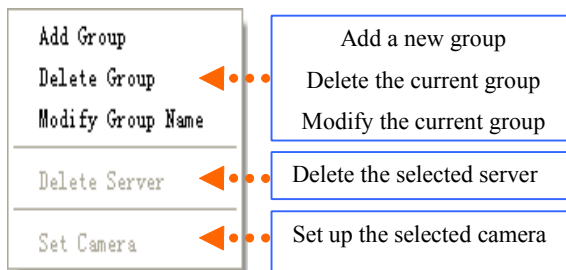 Add Group
Add a new group
Delete Group
Delete the current group
Modify Group Name
Modify the current group
Delete Server
Delete the selected server
Set Camera
Set up the selected camera